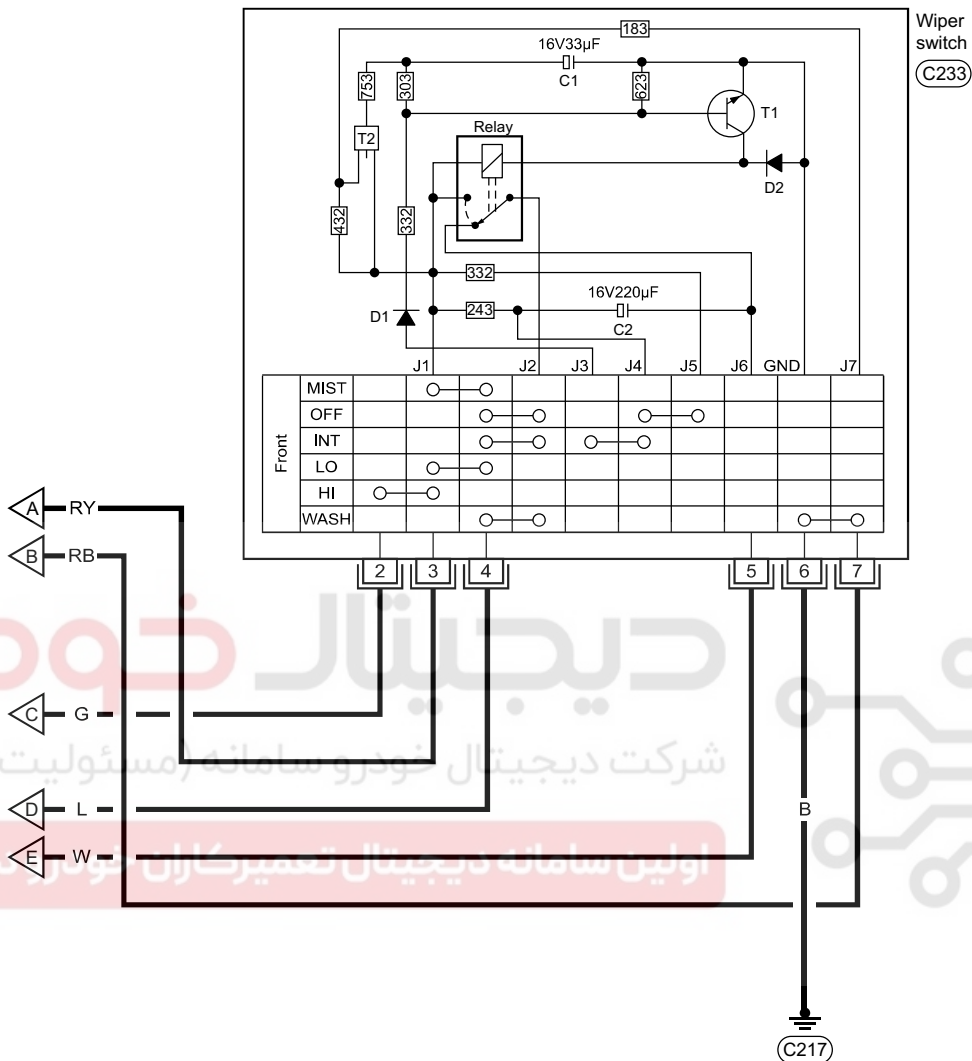 Wiper
switch
C233
183
16V33µF
C1
753
303
623
T1
T2
Relay
D2
432
332
332
16V220µF
243
C2
D1
J1
J2
J3
J4
J5
J6
GND
J7
Front
MIST
OFF
INT
LO
HI
WASH
A RY
B RB
2
3
4
5
6
7
دیجیتال خود
C G
شرکت دیجیتال خودرو سامانه (مسئولیت
D L
B
E W
اولین سامانه دیجیتال تعمیرکاران خودرو
C217